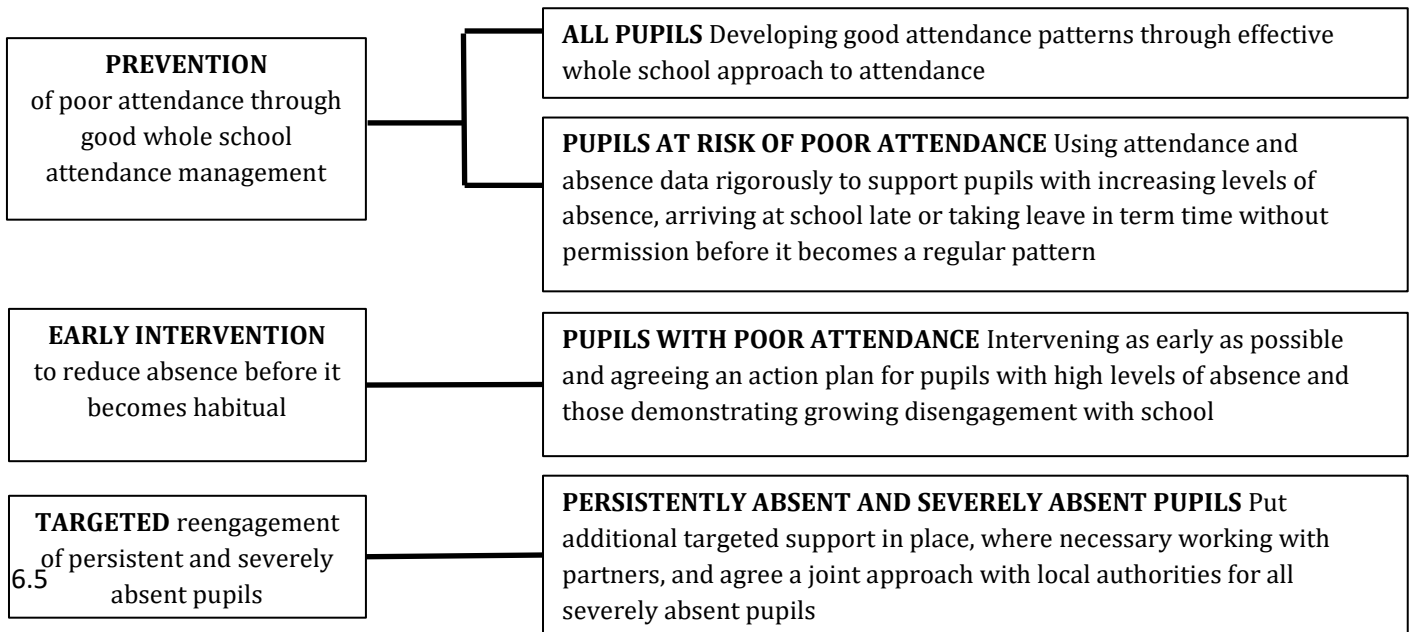 PREVENTION
of poor attendance through
good whole school
attendance management
ALL PUPILS Developing good attendance patterns through effective
whole school approach to attendance
PUPILS AT RISK OF POOR ATTENDANCE Using attendance and
absence data rigorously to support pupils with increasing levels of
absence, arriving at school late or taking leave in term time without
permission before it becomes a regular pattern
EARLY INTERVENTION
to reduce absence before it
becomes habitual
PUPILS WITH POOR ATTENDANCE Intervening as early as possible
and agreeing an action plan for pupils with high levels of absence and
those demonstrating growing disengagement with school
TARGETED reengagement
of persistent and severely
absent pupils
6.5
PERSISTENTLY ABSENT AND SEVERELY ABSENT PUPILS Put
additional targeted support in place, where necessary working with
partners, and agree a joint approach with local authorities for all
severely absent pupils